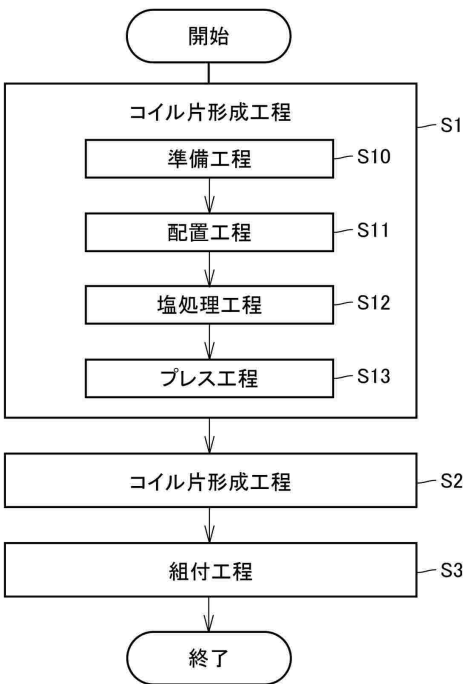 開始
コイル片形成工程
S1
準備工程
S10
配置工程
S11
塩処理工程
S12
プレス工程
S13
コイル片形成工程
S2
組付工程
S3
終了